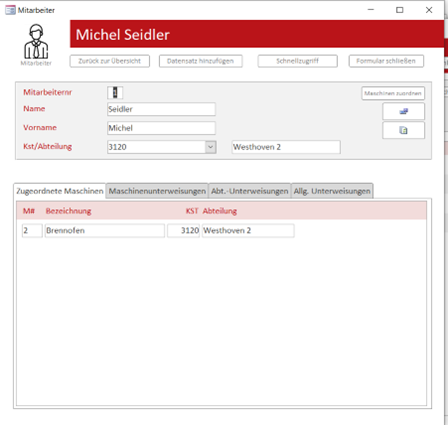 Mitarbeiter
Michel Seidler
Mitarbeiter
Zurück zur Übersicht Datensatz hinzufügen Schnellzugriff Formular schließen
Mitarbeiternr 1 Maschinen zuordnen
Name Seidler
Vorname Michel
Kst/Abteilung 3120 Westhoven 2
Zugeordnete Maschinen Maschinenunterweisungen Abt.-Unterweisungen Allg. Unterweisungen
M# Bezeichnung KST Abteilung
2 Brennofen 3120 Westhoven 2